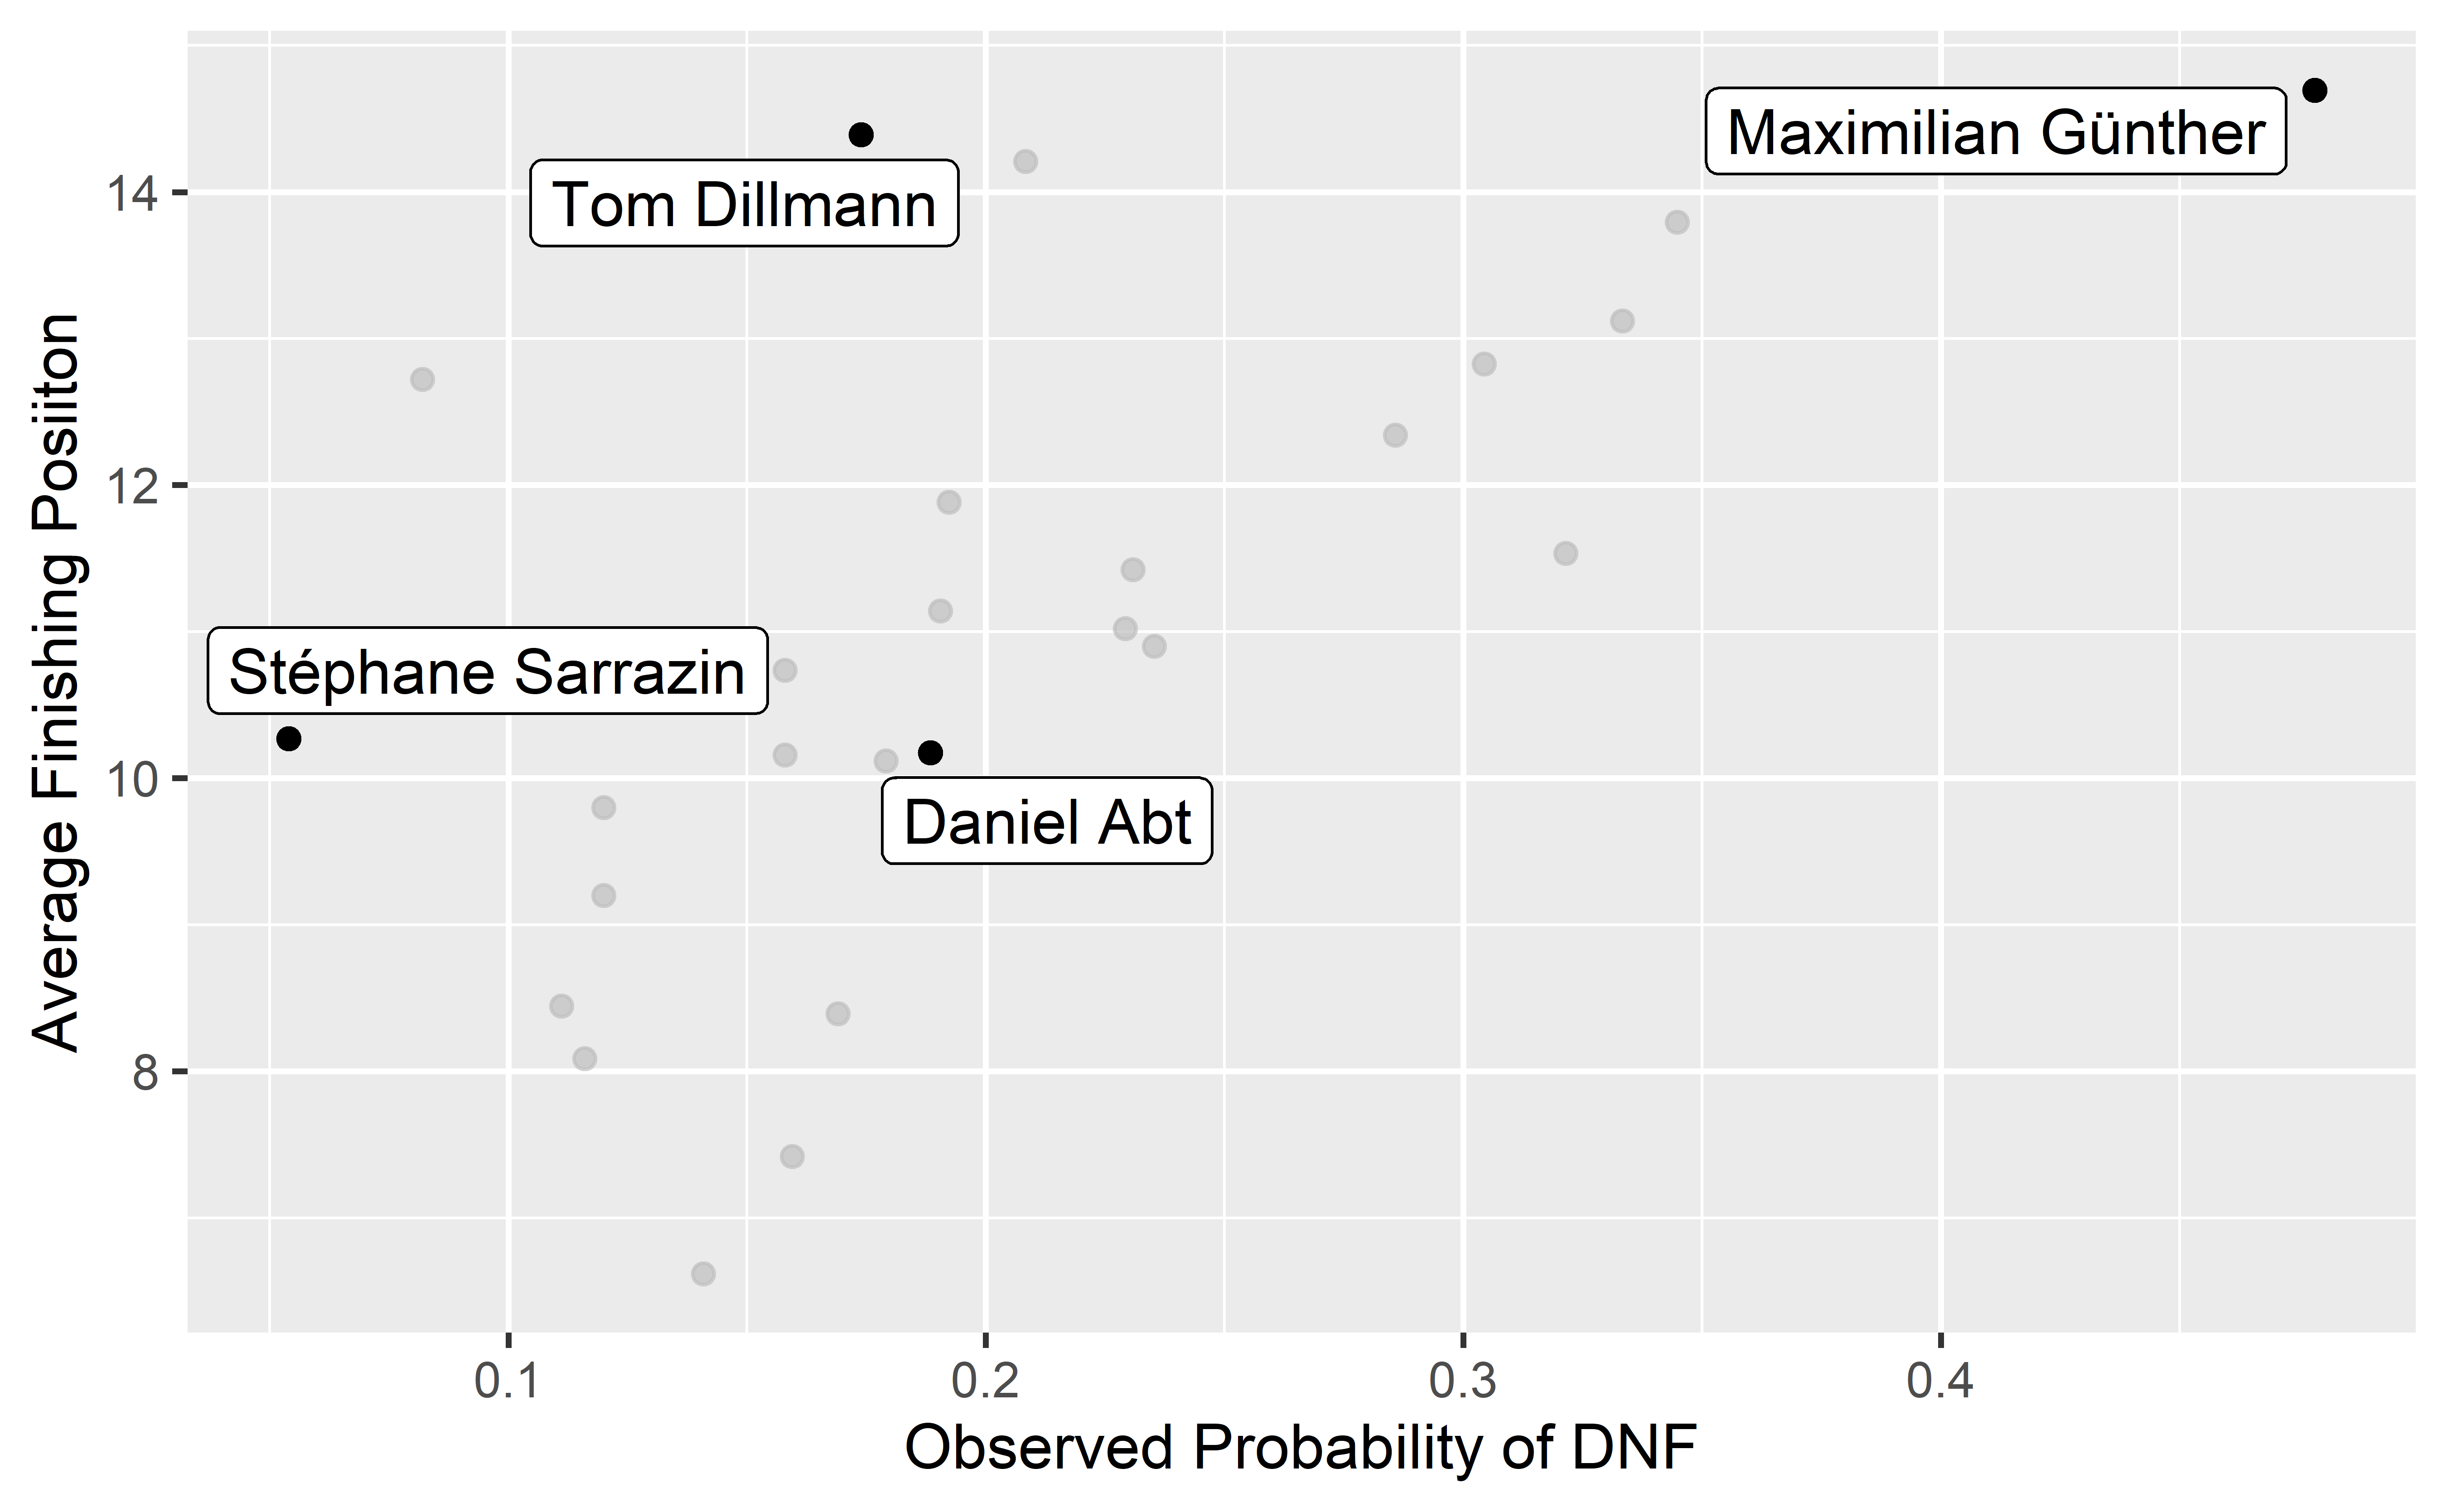 Maximilian Günther
Tom Dillmann
Stéphane Sarrazin
Daniel Abt
14
12
10
8
Average Finishing Posiiton
0.1
0.2
0.3
0.4
Observed Probability of DNF